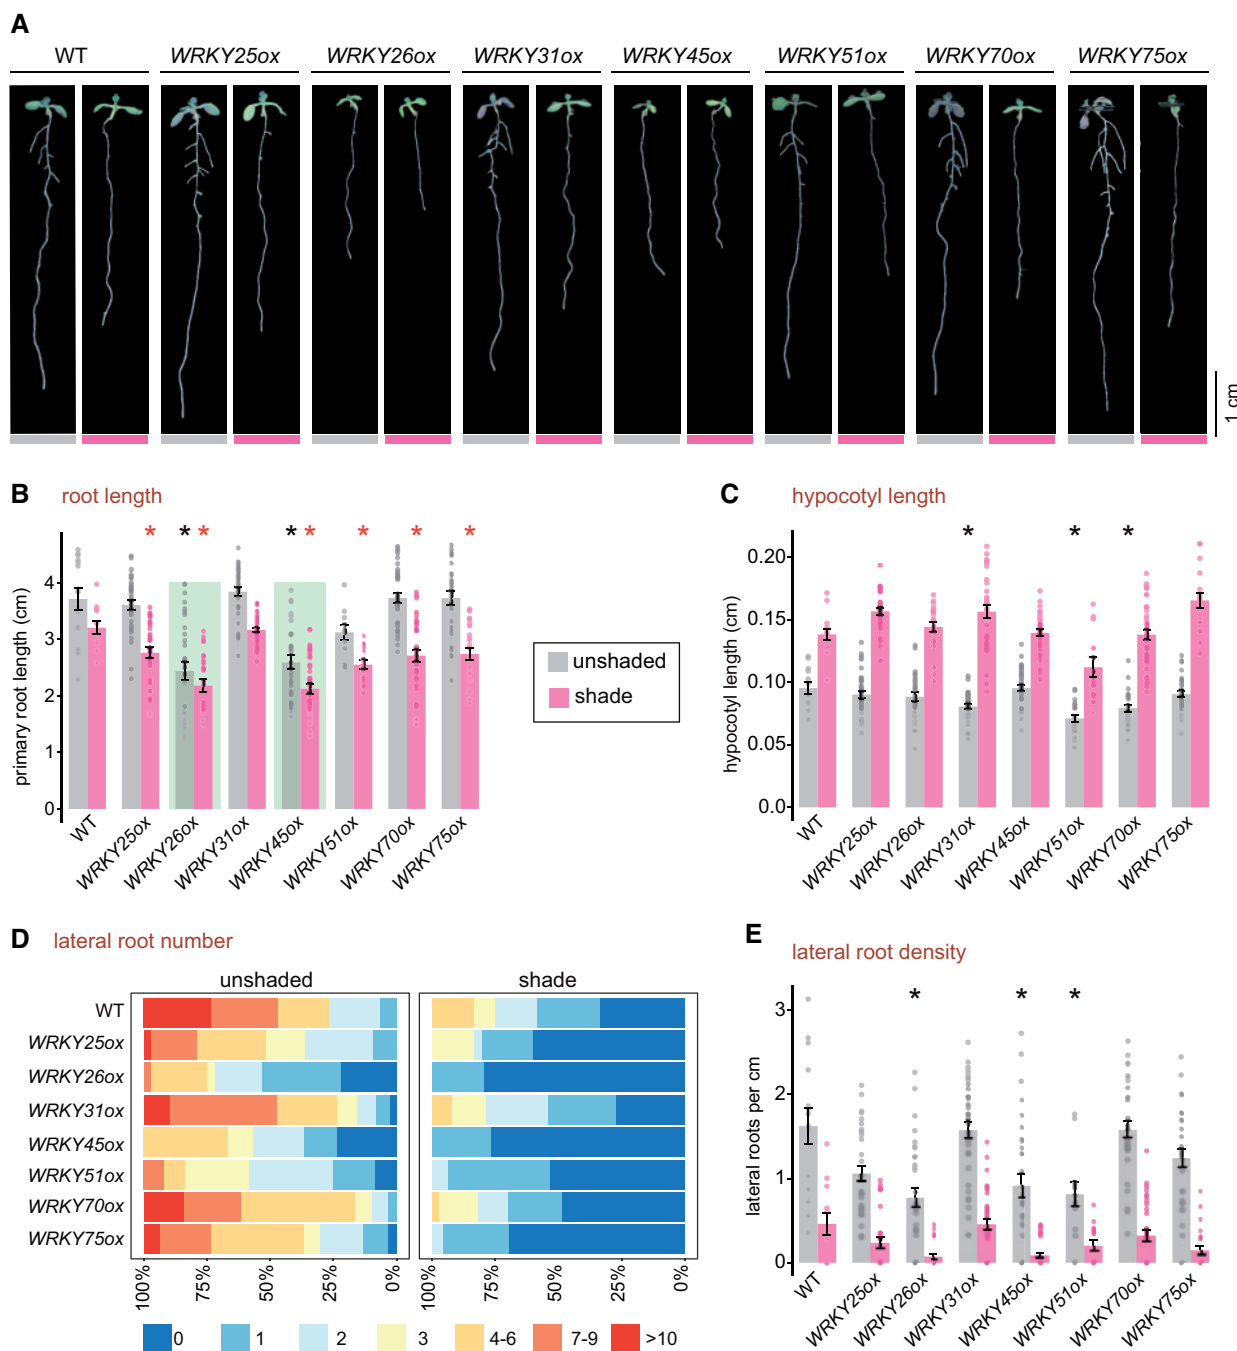 A
WT WRKY25ox WRKY26ox WRKY31ox WRKY45ox WRKY51ox WRKY70ox WRKY75ox
1 cm
B root length
primary root length (cm)
* * * * * * * *
4
3
2
1
0
WT WRKY25ox WRKY26ox WRKY31ox WRKY45ox WRKY51ox WRKY70ox WRKY75ox
unshaded
shade
C hypocotyl length
hypocotyl length (cm)
* * *
0.20
0.15
0.10
0.05
0.0
WT WRKY25ox WRKY26ox WRKY31ox WRKY45ox WRKY51ox WRKY70ox WRKY75ox
D lateral root number
unshaded shade
WT
WRKY25ox
WRKY26ox
WRKY31ox
WRKY45ox
WRKY51ox
WRKY70ox
WRKY75ox
100% 75% 50% 25% 0% 100% 75% 50% 25% 0%
0 1 2 3 4-6 7-9 >10
E lateral root density
lateral roots per cm
* * *
3
2
1
0
WT WRKY25ox WRKY26ox WRKY31ox WRKY45ox WRKY51ox WRKY70ox WRKY75ox